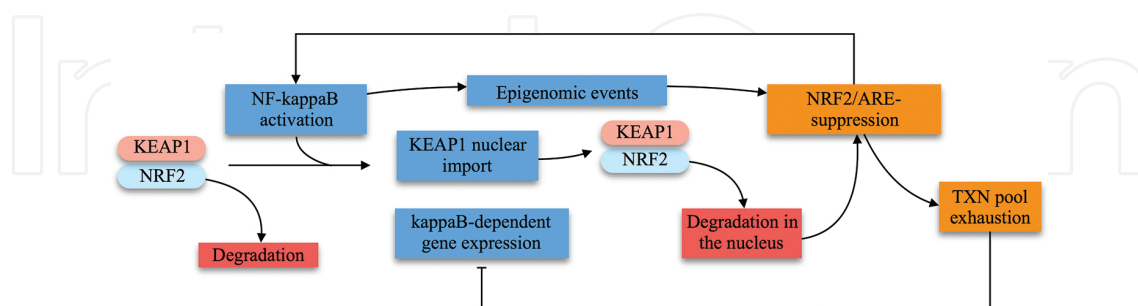 NF-kappaB
activation
Epigenomic events
NRF2/ARE-
suppression
KEAP1
NRF2
KEAP1 nuclear
import
KEAP1
NRF2
TXN pool
exhaustion
kappaB-dependent
gene expression
Degradation in
the nucleus
Degradation